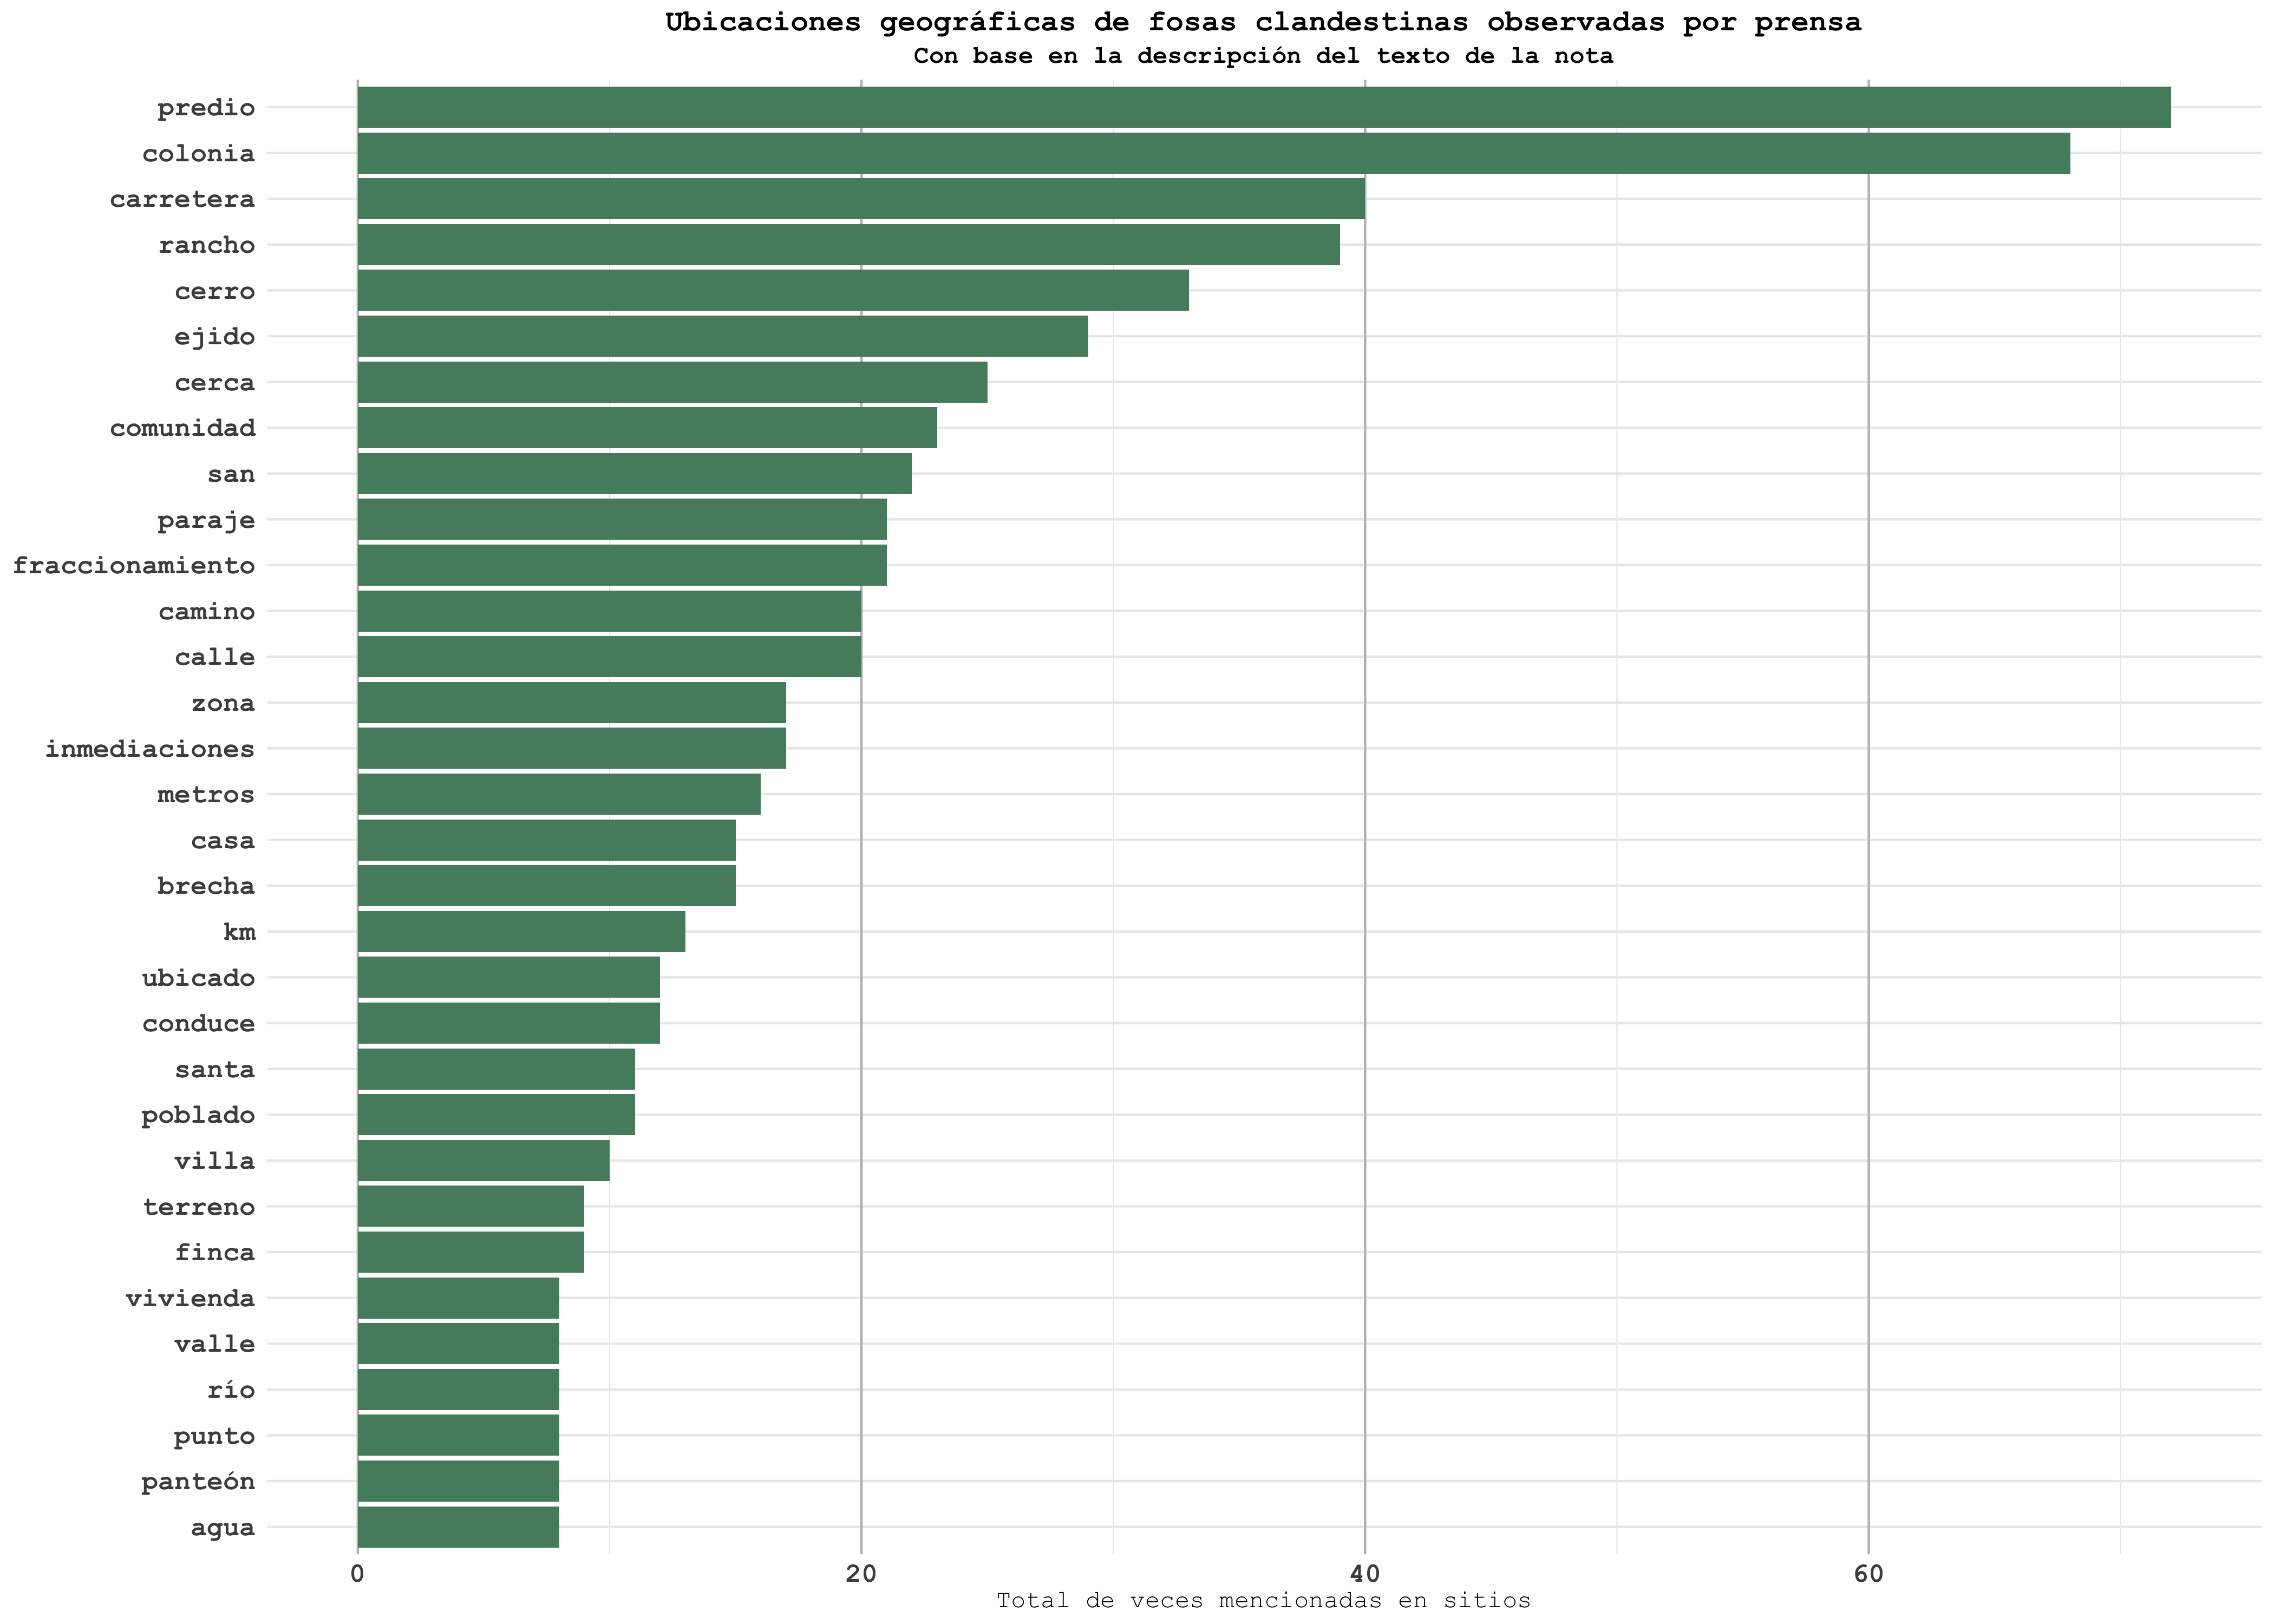 Ubicaciones geográficas de fosas clandestinas observadas por prensa
Con base en la descripción del texto de la nota
predio
colonia
carretera
rancho
cerro
ejido
cerca
comunidad
san
paraje
fraccionamiento
camino
calle
zona
inmediaciones
metros
casa
brecha
km
ubicado
conduce
santa
poblado
villa
terreno
finca
vivienda
valle
río
punto
panteón
agua
0 20 40 60
Total de veces mencionadas en sitios